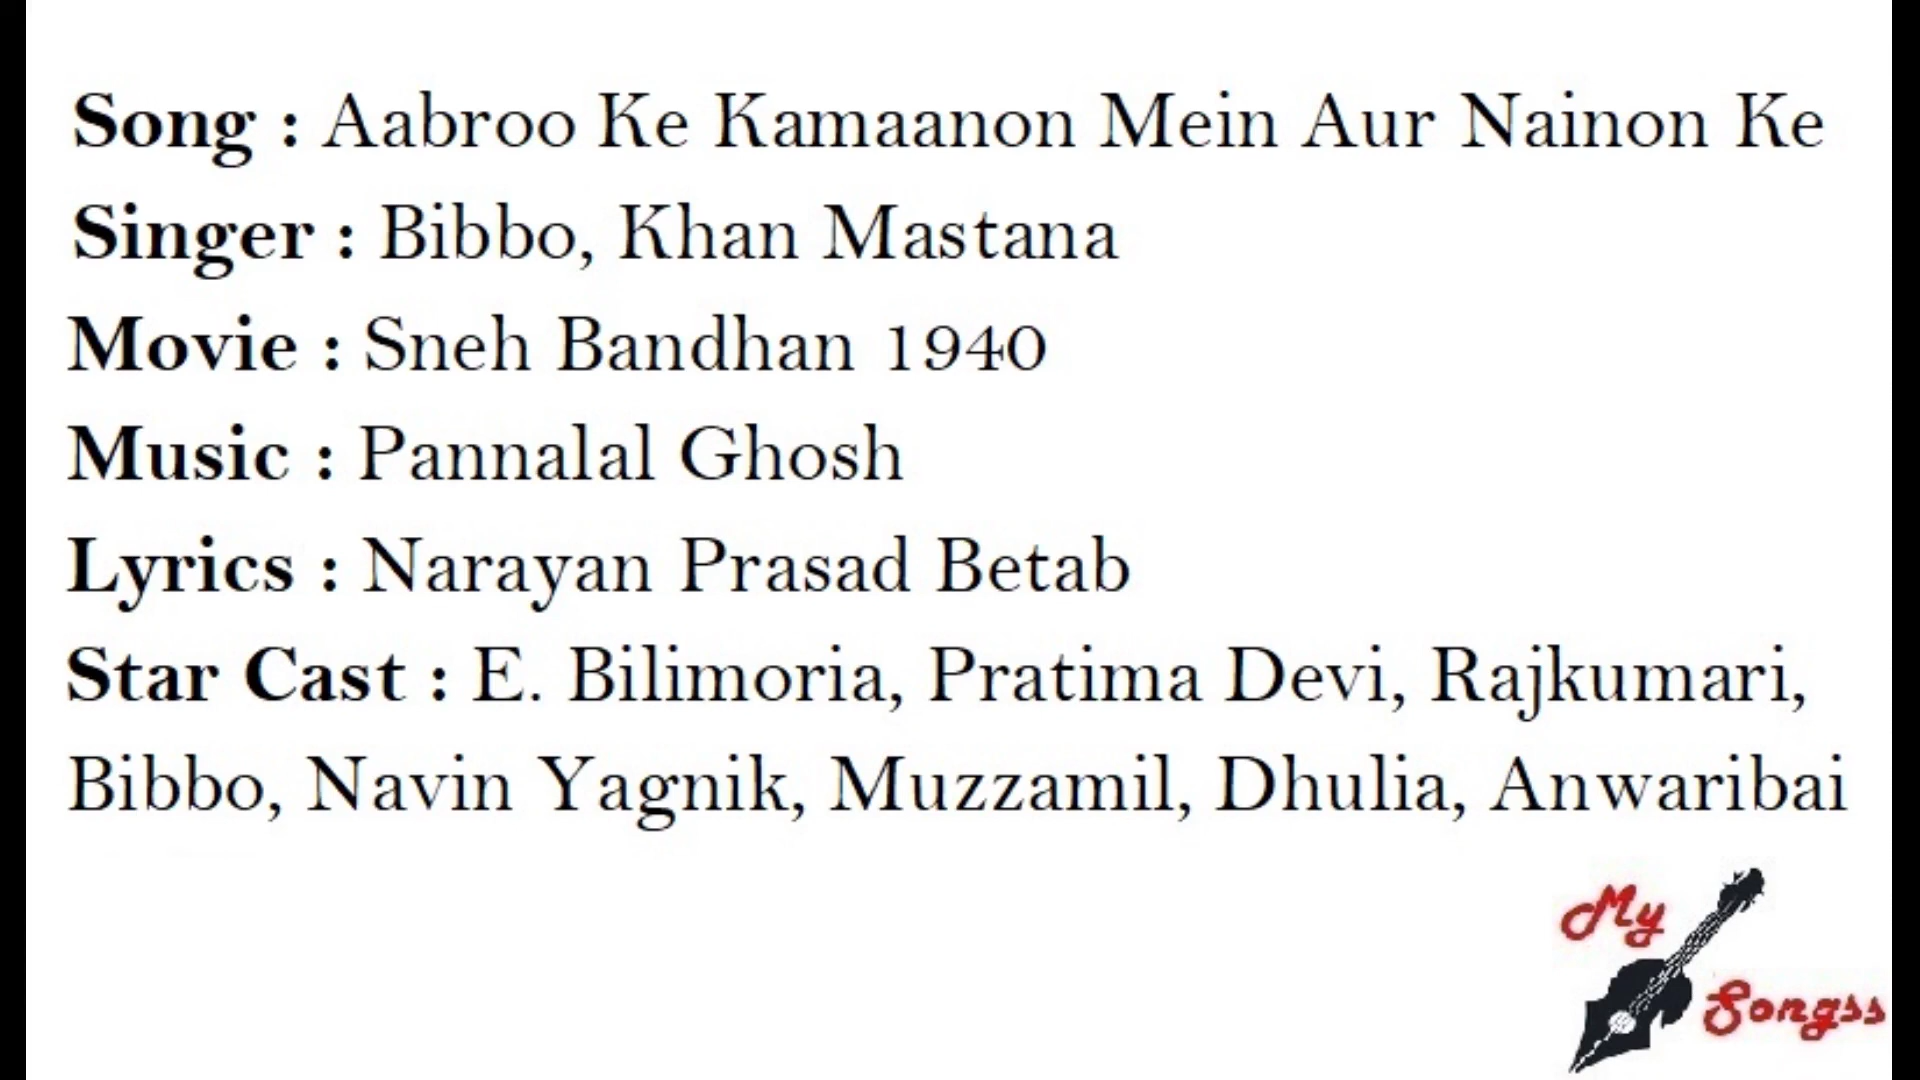 Song : Aabroo Ke Kamaanon Mein Aur Nainon Ke
Singer : Bibbo, Khan Mastana
Movie : Sneh Bandhan 1940
Music : Pannalal Ghosh
Lyrics : Narayan Prasad Betab
Star Cast : E. Bilimoria, Pratima Devi, Rajkumari,
Bibbo, Navin Yagnik, Muzzamil, Dhulia, Anwaribai
My
Songss